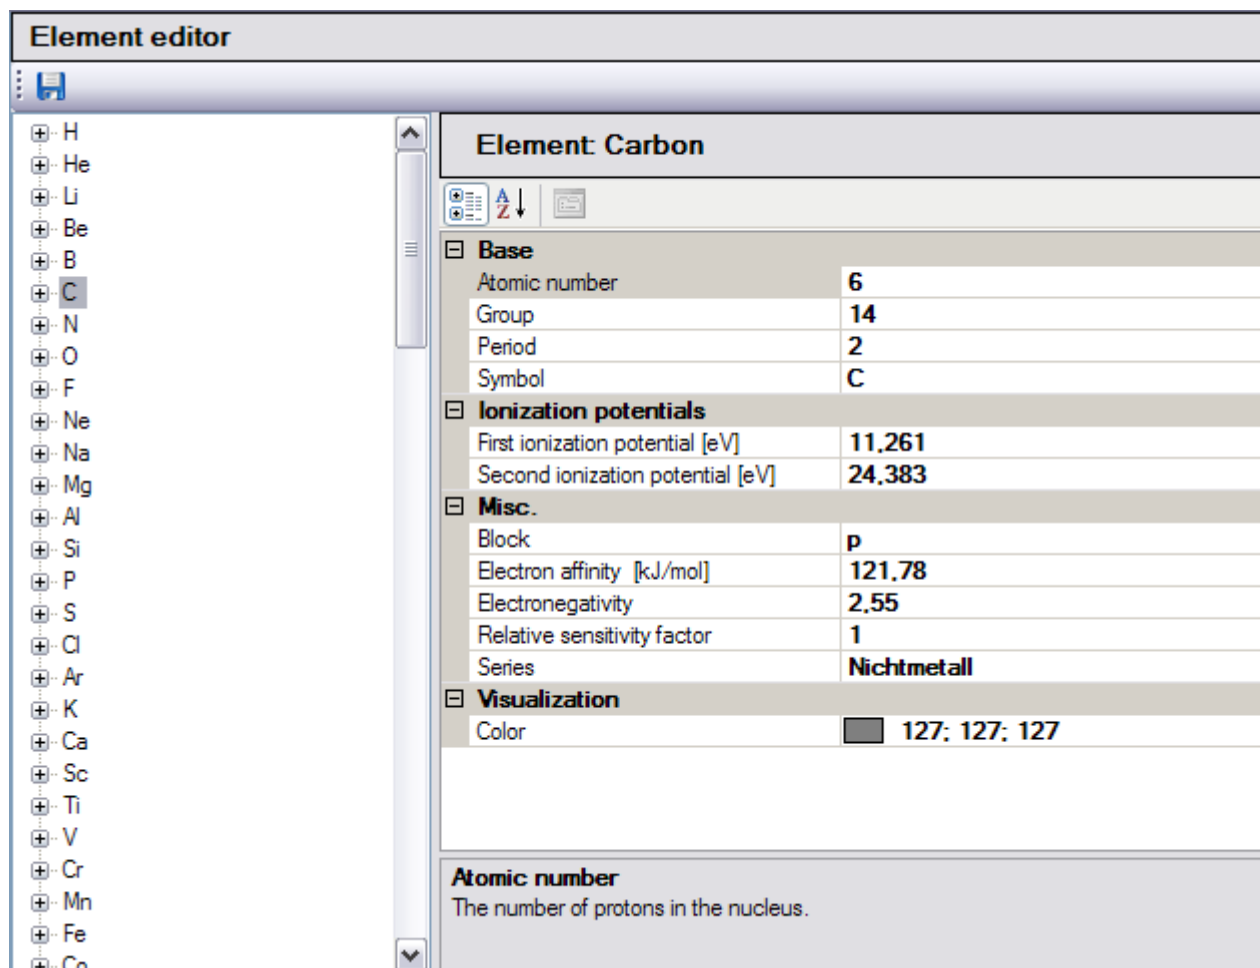 Element editor
H
He
Li
Be
B
C
N
O
F
Ne
Na
Mg
Al
Si
P
S
Cl
Ar
K
Ca
Sc
Ti
V
Cr
Mn
Fe
Co
Element: Carbon
Base
Atomic number 6
Group 14
Period 2
Symbol C
Ionization potentials
First ionization potential [eV] 11,261
Second ionization potential [eV] 24,383
Misc.
Block p
Electron affinity [kJ/mol] 121,78
Electronegativity 2,55
Relative sensitivity factor 1
Series Nichtmetall
Visualization
Color 127; 127; 127
Atomic number
The number of protons in the nucleus.